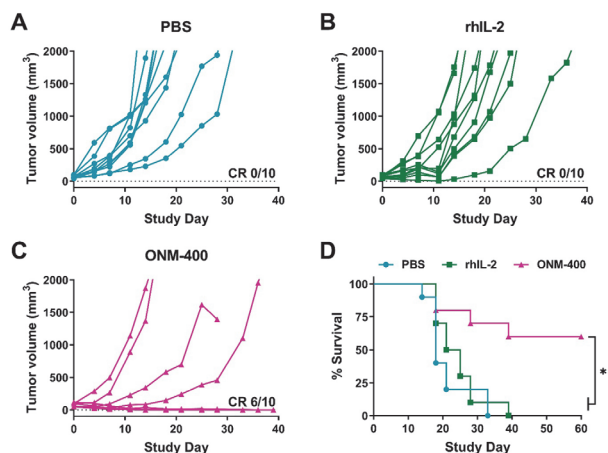 A
PBS
Tumor volume (mm³)
2000
1500
1000
500
0
CR 0/10
0
10
20
30
40
Study Day
B
rhIL-2
Tumor volume (mm³)
2000
1500
1000
500
0
CR 0/10
0
10
20
30
40
Study Day
C
ONM-400
Tumor volume (mm³)
2000
1500
1000
500
0
CR 6/10
0
10
20
30
40
Study Day
D
PBS rhIL-2 ONM-400
% Survival
100
75
50
25
0
*
0 10 20 30 40 50 60
Study Day